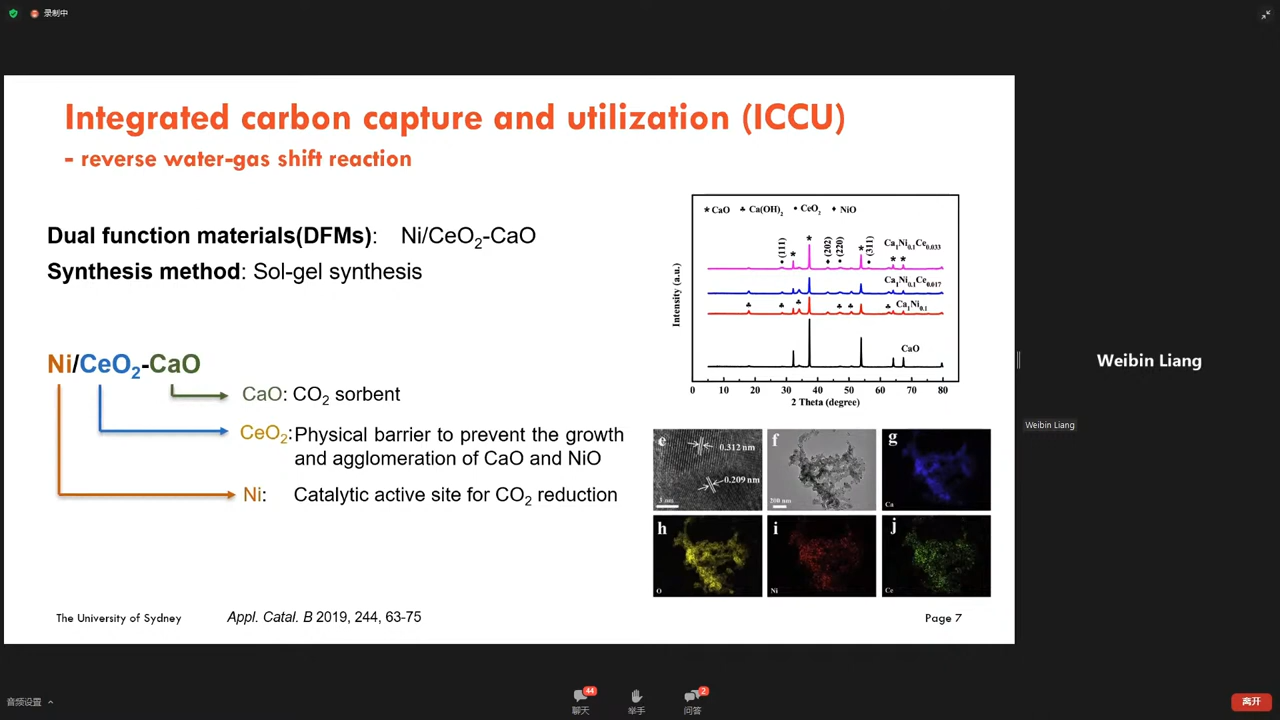 录制中
Integrated carbon capture and utilization (ICCU)
- reverse water-gas shift reaction
Dual function materials(DFMs): Ni/CeO₂-CaO
Synthesis method: Sol-gel synthesis
Ni/CeO₂-CaO
CaO: CO₂ sorbent
CeO₂: Physical barrier to prevent the growth
and agglomeration of CaO and NiO
Ni: Catalytic active site for CO₂ reduction
* CaO ♣ Ca(OH)₂ • CeO₂ ♦ NiO
(111) (202) (220) (311)
Ca₁Ni₀.₁Ce₀.₀₃₃
Ca₁Ni₀.₁Ce₀.₀₁₇
Ca₁Ni₀.₁
CaO
Intensity (a.u.)
0 10 20 30 40 50 60 70 80
2 Theta (degree)
e 0.312 nm
0.209 nm
5 nm
f
200 nm
g
Ca
h
O
i
Ni
j
Ce
The University of Sydney
Appl. Catal. B 2019, 244, 63-75
Page 7
Weibin Liang
Weibin Liang
音频设置
44
聊天
举手
2
问答
离开